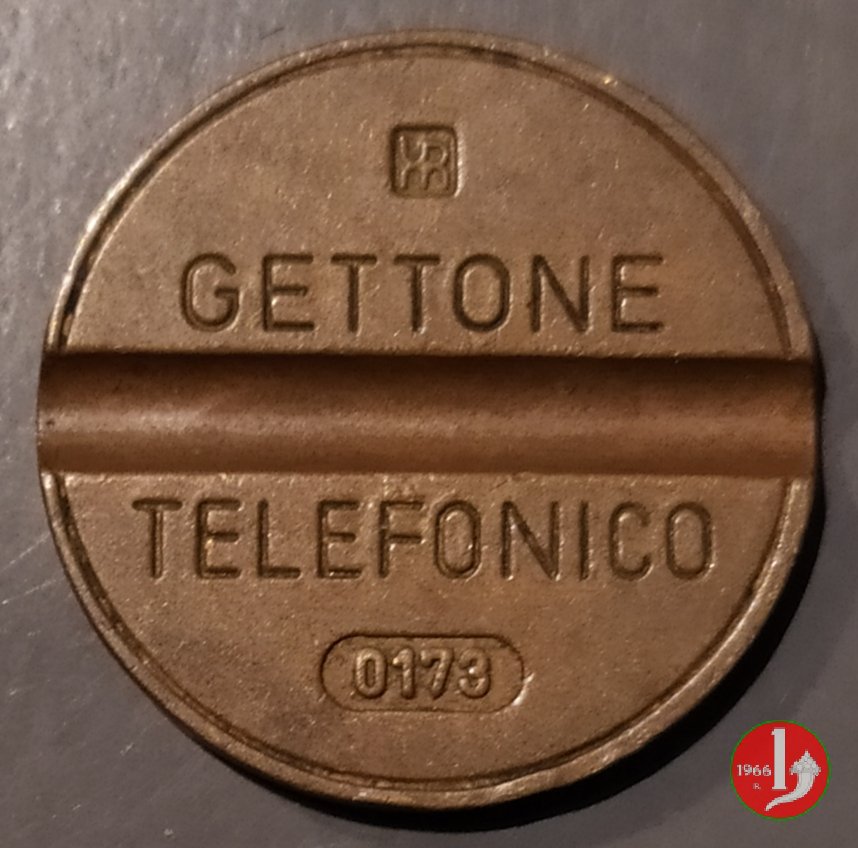 GETTONE
TELEFONICO
0173
1966
R.